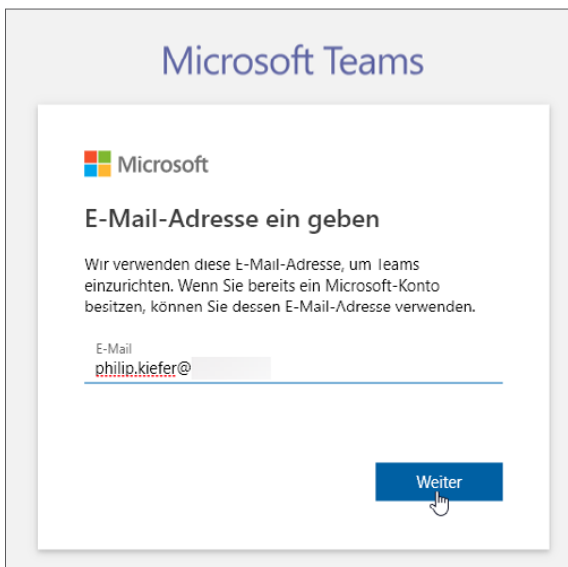 Microsoft Teams
Microsoft
E-Mail-Adresse ein geben
Wir verwenden diese E-Mail-Adresse, um Teams
einzurichten. Wenn Sie bereits ein Microsoft-Konto
besitzen, können Sie dessen E-Mail-Adresse verwenden.
E-Mail
philip.kiefer@
Weiter